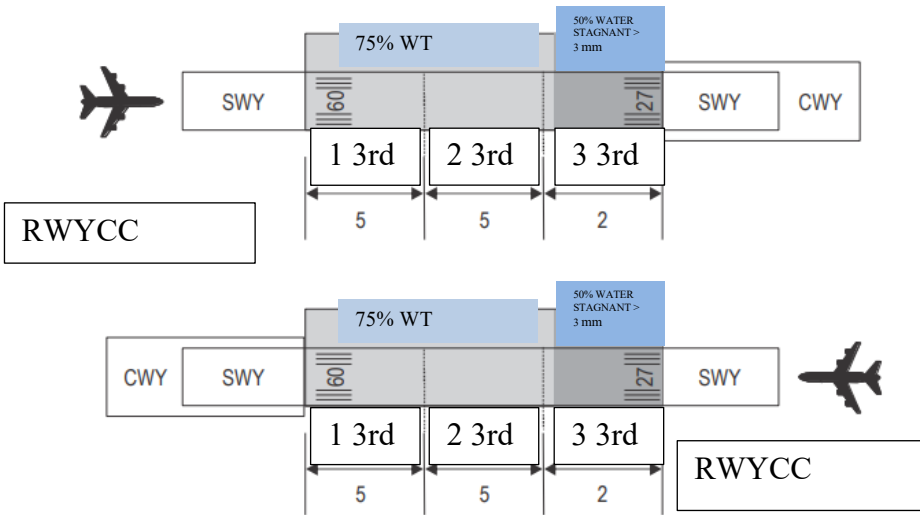 75% WT
50% WATER
STAGNANT >
3 mm
SWY
09
27
SWY
CWY
1 3rd
2 3rd
3 3rd
5
5
2
RWYCC
75% WT
50% WATER
STAGNANT >
3 mm
CWY
SWY
09
27
SWY
1 3rd
2 3rd
3 3rd
5
5
2
RWYCC